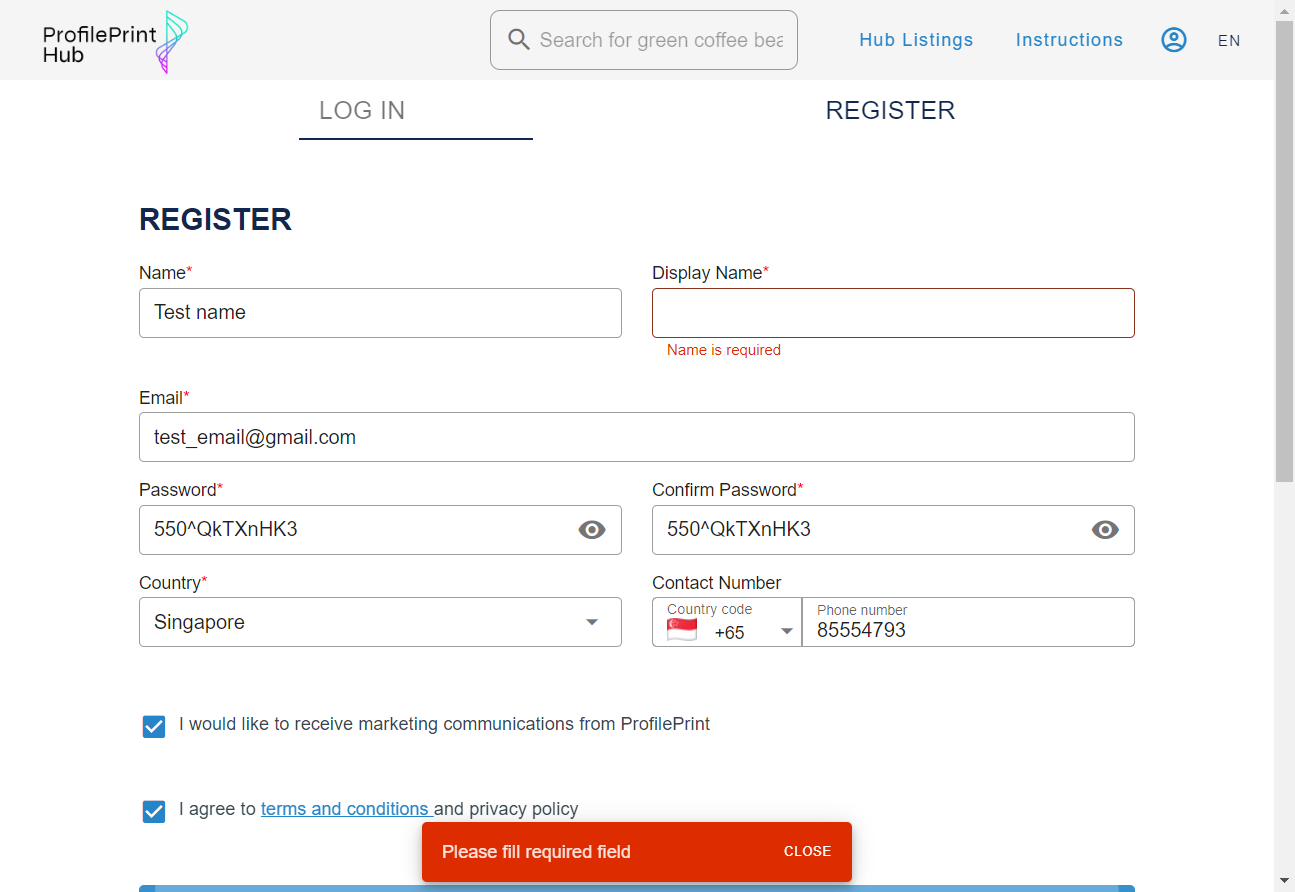 ProfilePrint
Hub
Search for green coffee bea
Hub Listings
Instructions
EN
LOG IN
REGISTER
REGISTER
Name*
Display Name*
Test name
Name is required
Email*
test_email@gmail.com
Password*
Confirm Password*
550^QkTXnHK3
550^QkTXnHK3
Country*
Contact Number
Singapore
Country code
+65
Phone number
85554793
I would like to receive marketing communications from ProfilePrint
I agree to terms and conditions and privacy policy
Please fill required field
CLOSE